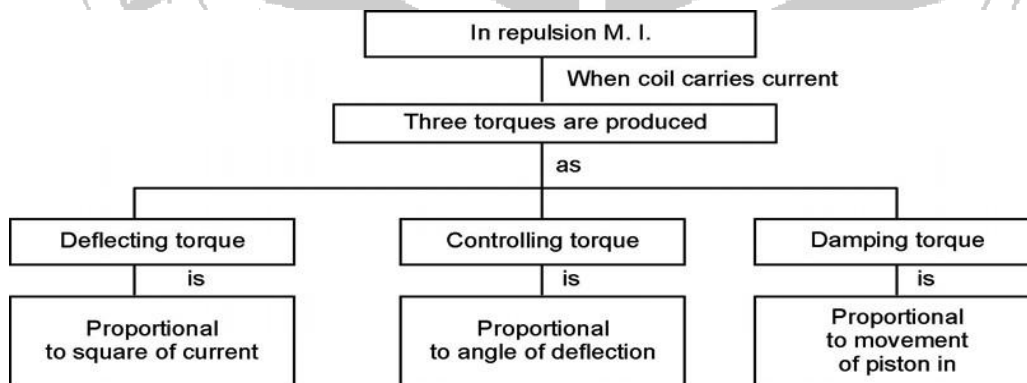 In repulsion M. I.
When coil carries current
Three torques are produced
as
Deflecting torque
Controlling torque
Damping torque
is
is
is
Proportional
to square of current
Proportional
to angle of deflection
Proportional
to movement
of piston in